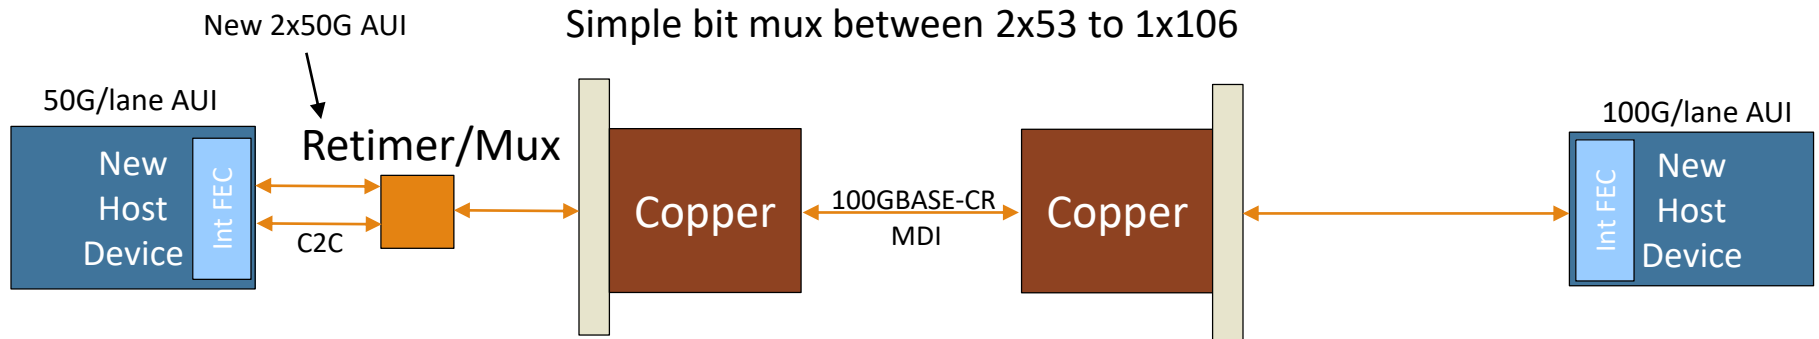 Simple bit mux between 2x53 to 1x106
New 2x50G AUI
50G/lane AUI
New
Host
Device
Int FEC
C2C
Retimer/Mux
Copper
100GBASE-CR
MDI
Copper
100G/lane AUI
Int FEC
New
Host
Device